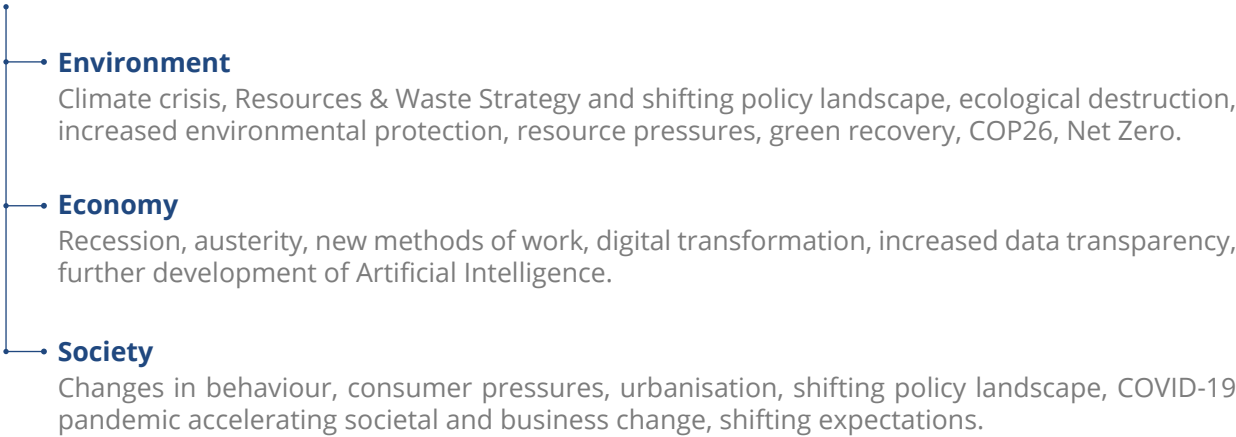 Environment
Climate crisis, Resources & Waste Strategy and shifting policy landscape, ecological destruction,
increased environmental protection, resource pressures, green recovery, COP26, Net Zero.
Economy
Recession, austerity, new methods of work, digital transformation, increased data transparency,
further development of Artificial Intelligence.
Society
Changes in behaviour, consumer pressures, urbanisation, shifting policy landscape, COVID-19
pandemic accelerating societal and business change, shifting expectations.